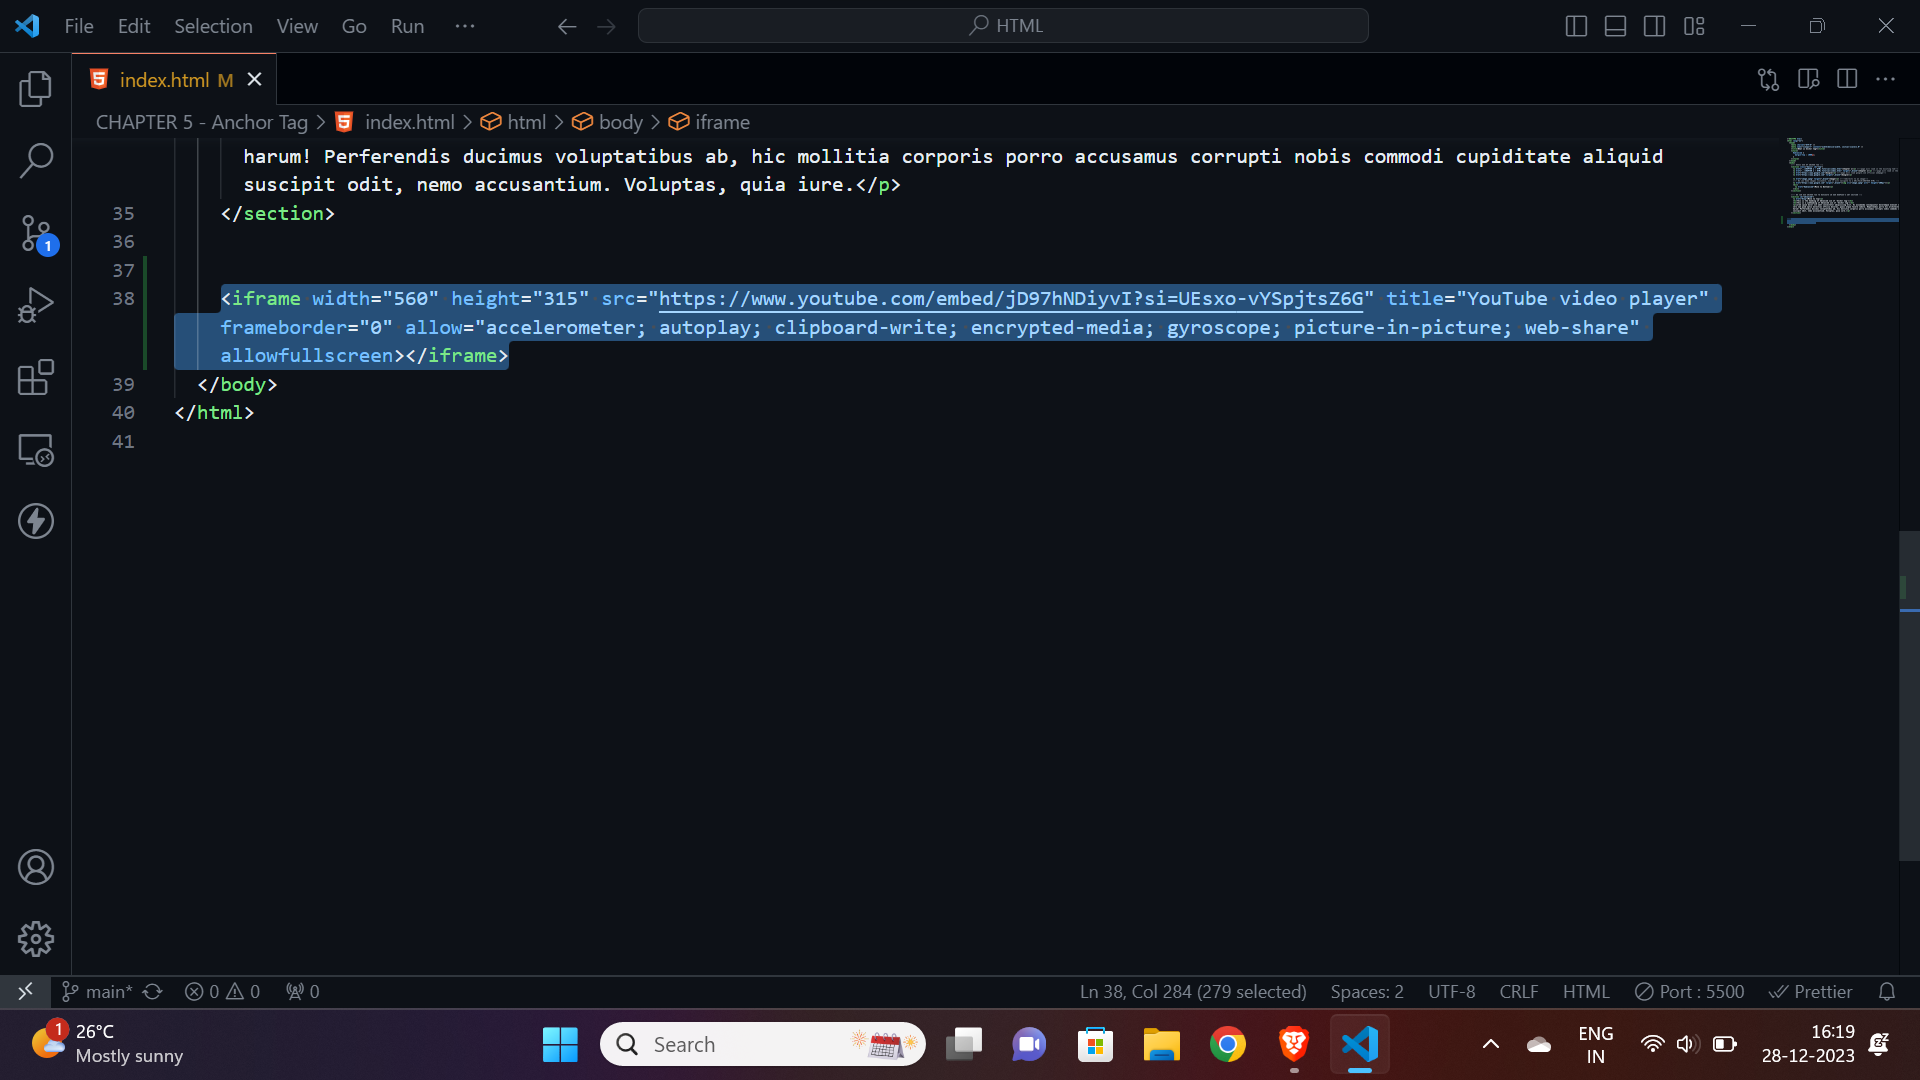 File Edit Selection View Go Run ··· HTML
index.html M
CHAPTER 5 - Anchor Tag > index.html > html > body > iframe
harum! Perferendis ducimus voluptatibus ab, hic mollitia corporis porro accusamus corrupti nobis commodi cupiditate aliquid
suscipit odit, nemo accusantium. Voluptas, quia iure.</p>
35 </section>
36
37
38 <iframe width="560" height="315" src="https://www.youtube.com/embed/jD97hNDiyvI?si=UEsxo-vYSpjtsZ6G" title="YouTube video player"
frameborder="0" allow="accelerometer; autoplay; clipboard-write; encrypted-media; gyroscope; picture-in-picture; web-share"
allowfullscreen></iframe>
39 </body>
40 </html>
41
1
main* 0 0 0 Ln 38, Col 284 (279 selected) Spaces: 2 UTF-8 CRLF HTML Port : 5500 Prettier
1 26°C
Mostly sunny
Search
ENG
IN
16:19
28-12-2023